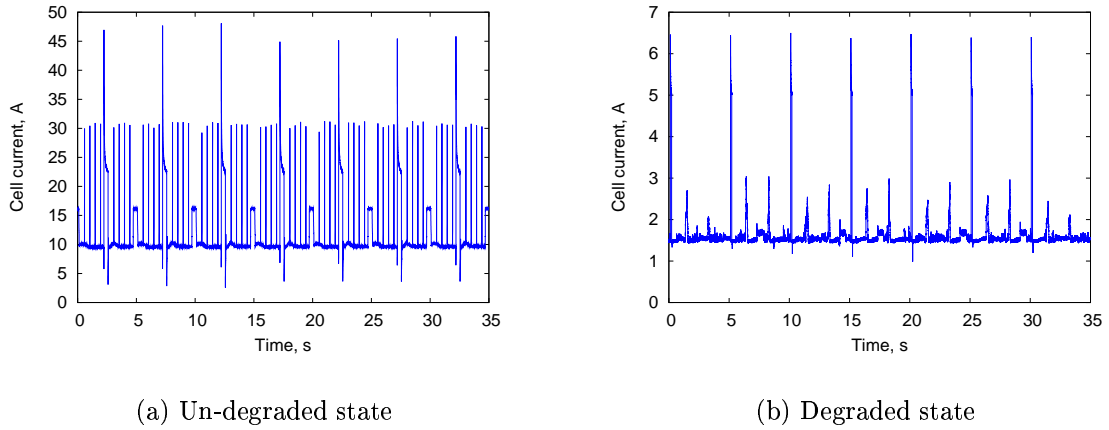 50
45
40
35
30
25
20
15
10
5
0
Cell current, A
0 5 10 15 20 25 30 35
Time, s
(a) Un-degraded state
7
6
5
4
3
2
1
0
Cell current, A
0 5 10 15 20 25 30 35
Time, s
(b) Degraded state